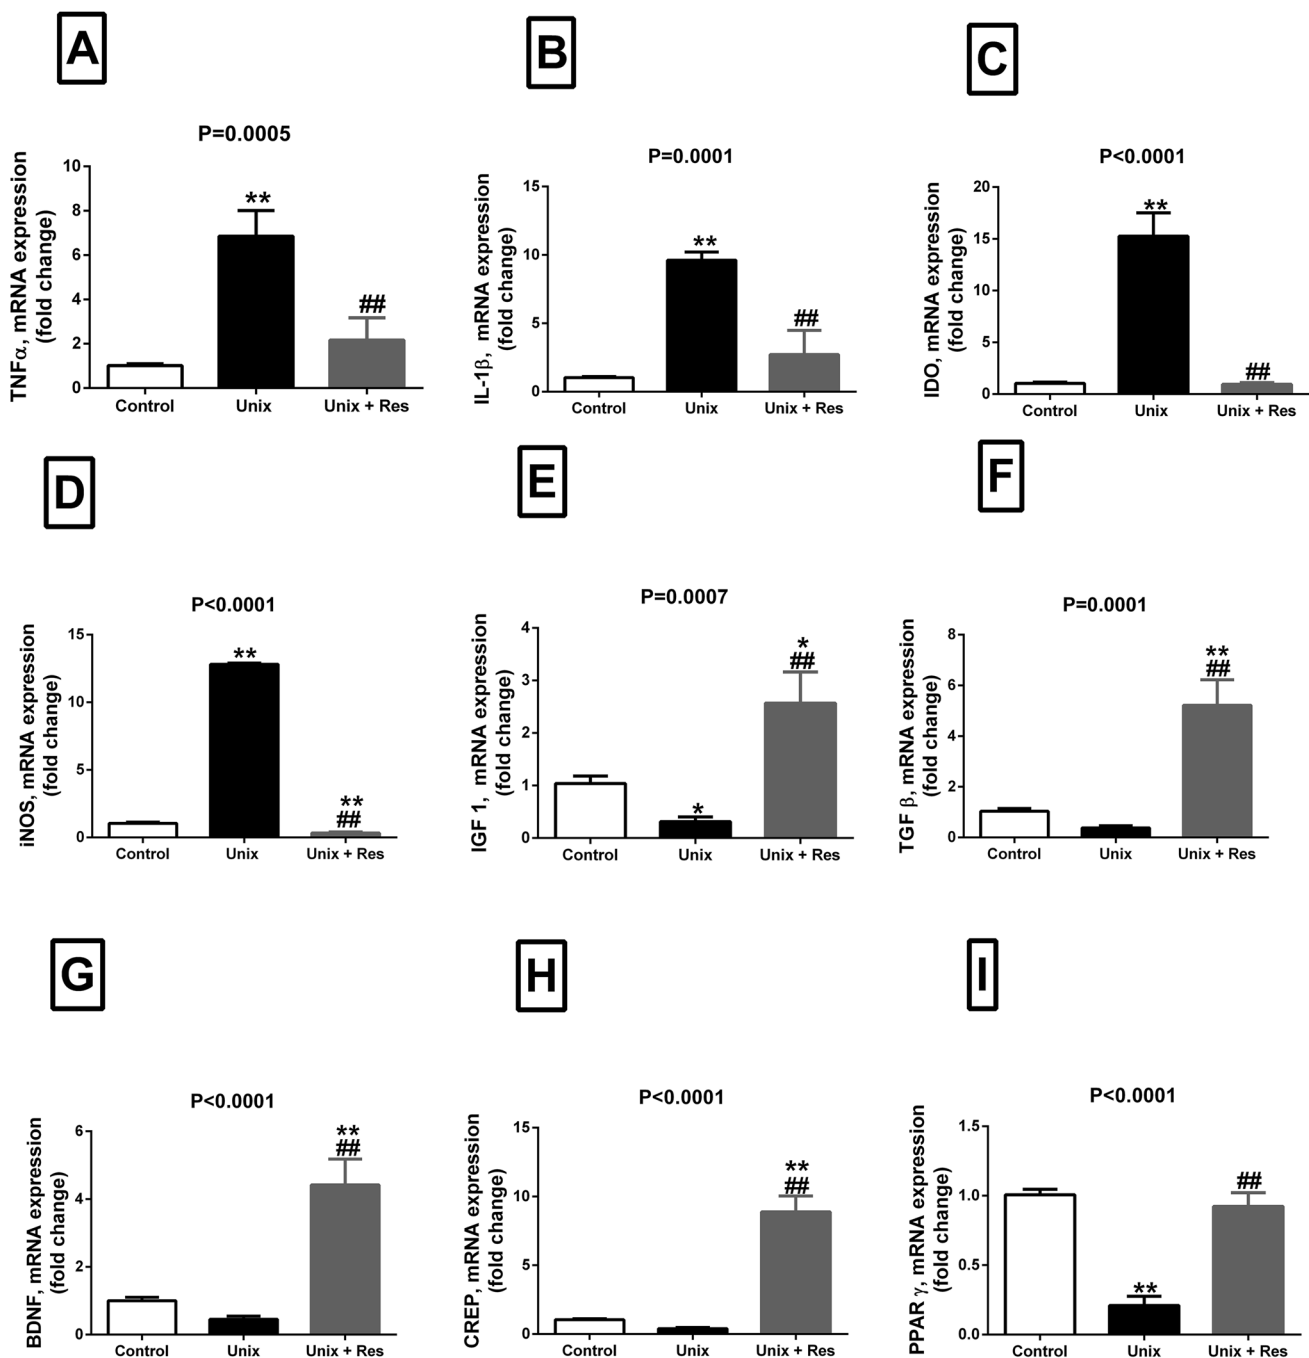 A
P=0.0005
TNFα, mRNA expression
(fold change)
10
8
6
4
2
0
**
##
Control Unix Unix + Res
B
P=0.0001
IL-1β, mRNA expression
(fold change)
15
10
5
0
**
##
Control Unix Unix + Res
C
P<0.0001
IDO, mRNA expression
(fold change)
20
15
10
5
0
**
##
Control Unix Unix + Res
D
P<0.0001
iNOS, mRNA expression
(fold change)
15
10
5
0
**
**
##
Control Unix Unix + Res
E
P=0.0007
IGF 1, mRNA expression
(fold change)
4
3
2
1
0
*
*
##
Control Unix Unix + Res
F
P=0.0001
TGF β, mRNA expression
(fold change)
8
6
4
2
0
**
##
Control Unix Unix + Res
G
P<0.0001
BDNF, mRNA expression
(fold change)
6
4
2
0
**
##
Control Unix Unix + Res
H
P<0.0001
CREP, mRNA expression
(fold change)
15
10
5
0
**
##
Control Unix Unix + Res
I
P<0.0001
PPAR γ, mRNA expression
(fold change)
1.5
1.0
0.5
0.0
**
##
Control Unix Unix + Res